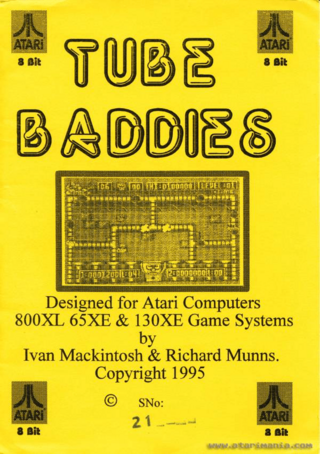 ATARI ATARI
8 Bit 8 Bit
TUBE
BADDIES
Designed for Atari Computers
800XL 65XE & 130XE Game Systems
by
Ivan Mackintosh & Richard Munns.
Copyright 1995
© SNo:
21
ATARI ATARI
8 Bit 8 Bit
www.atarimania.com